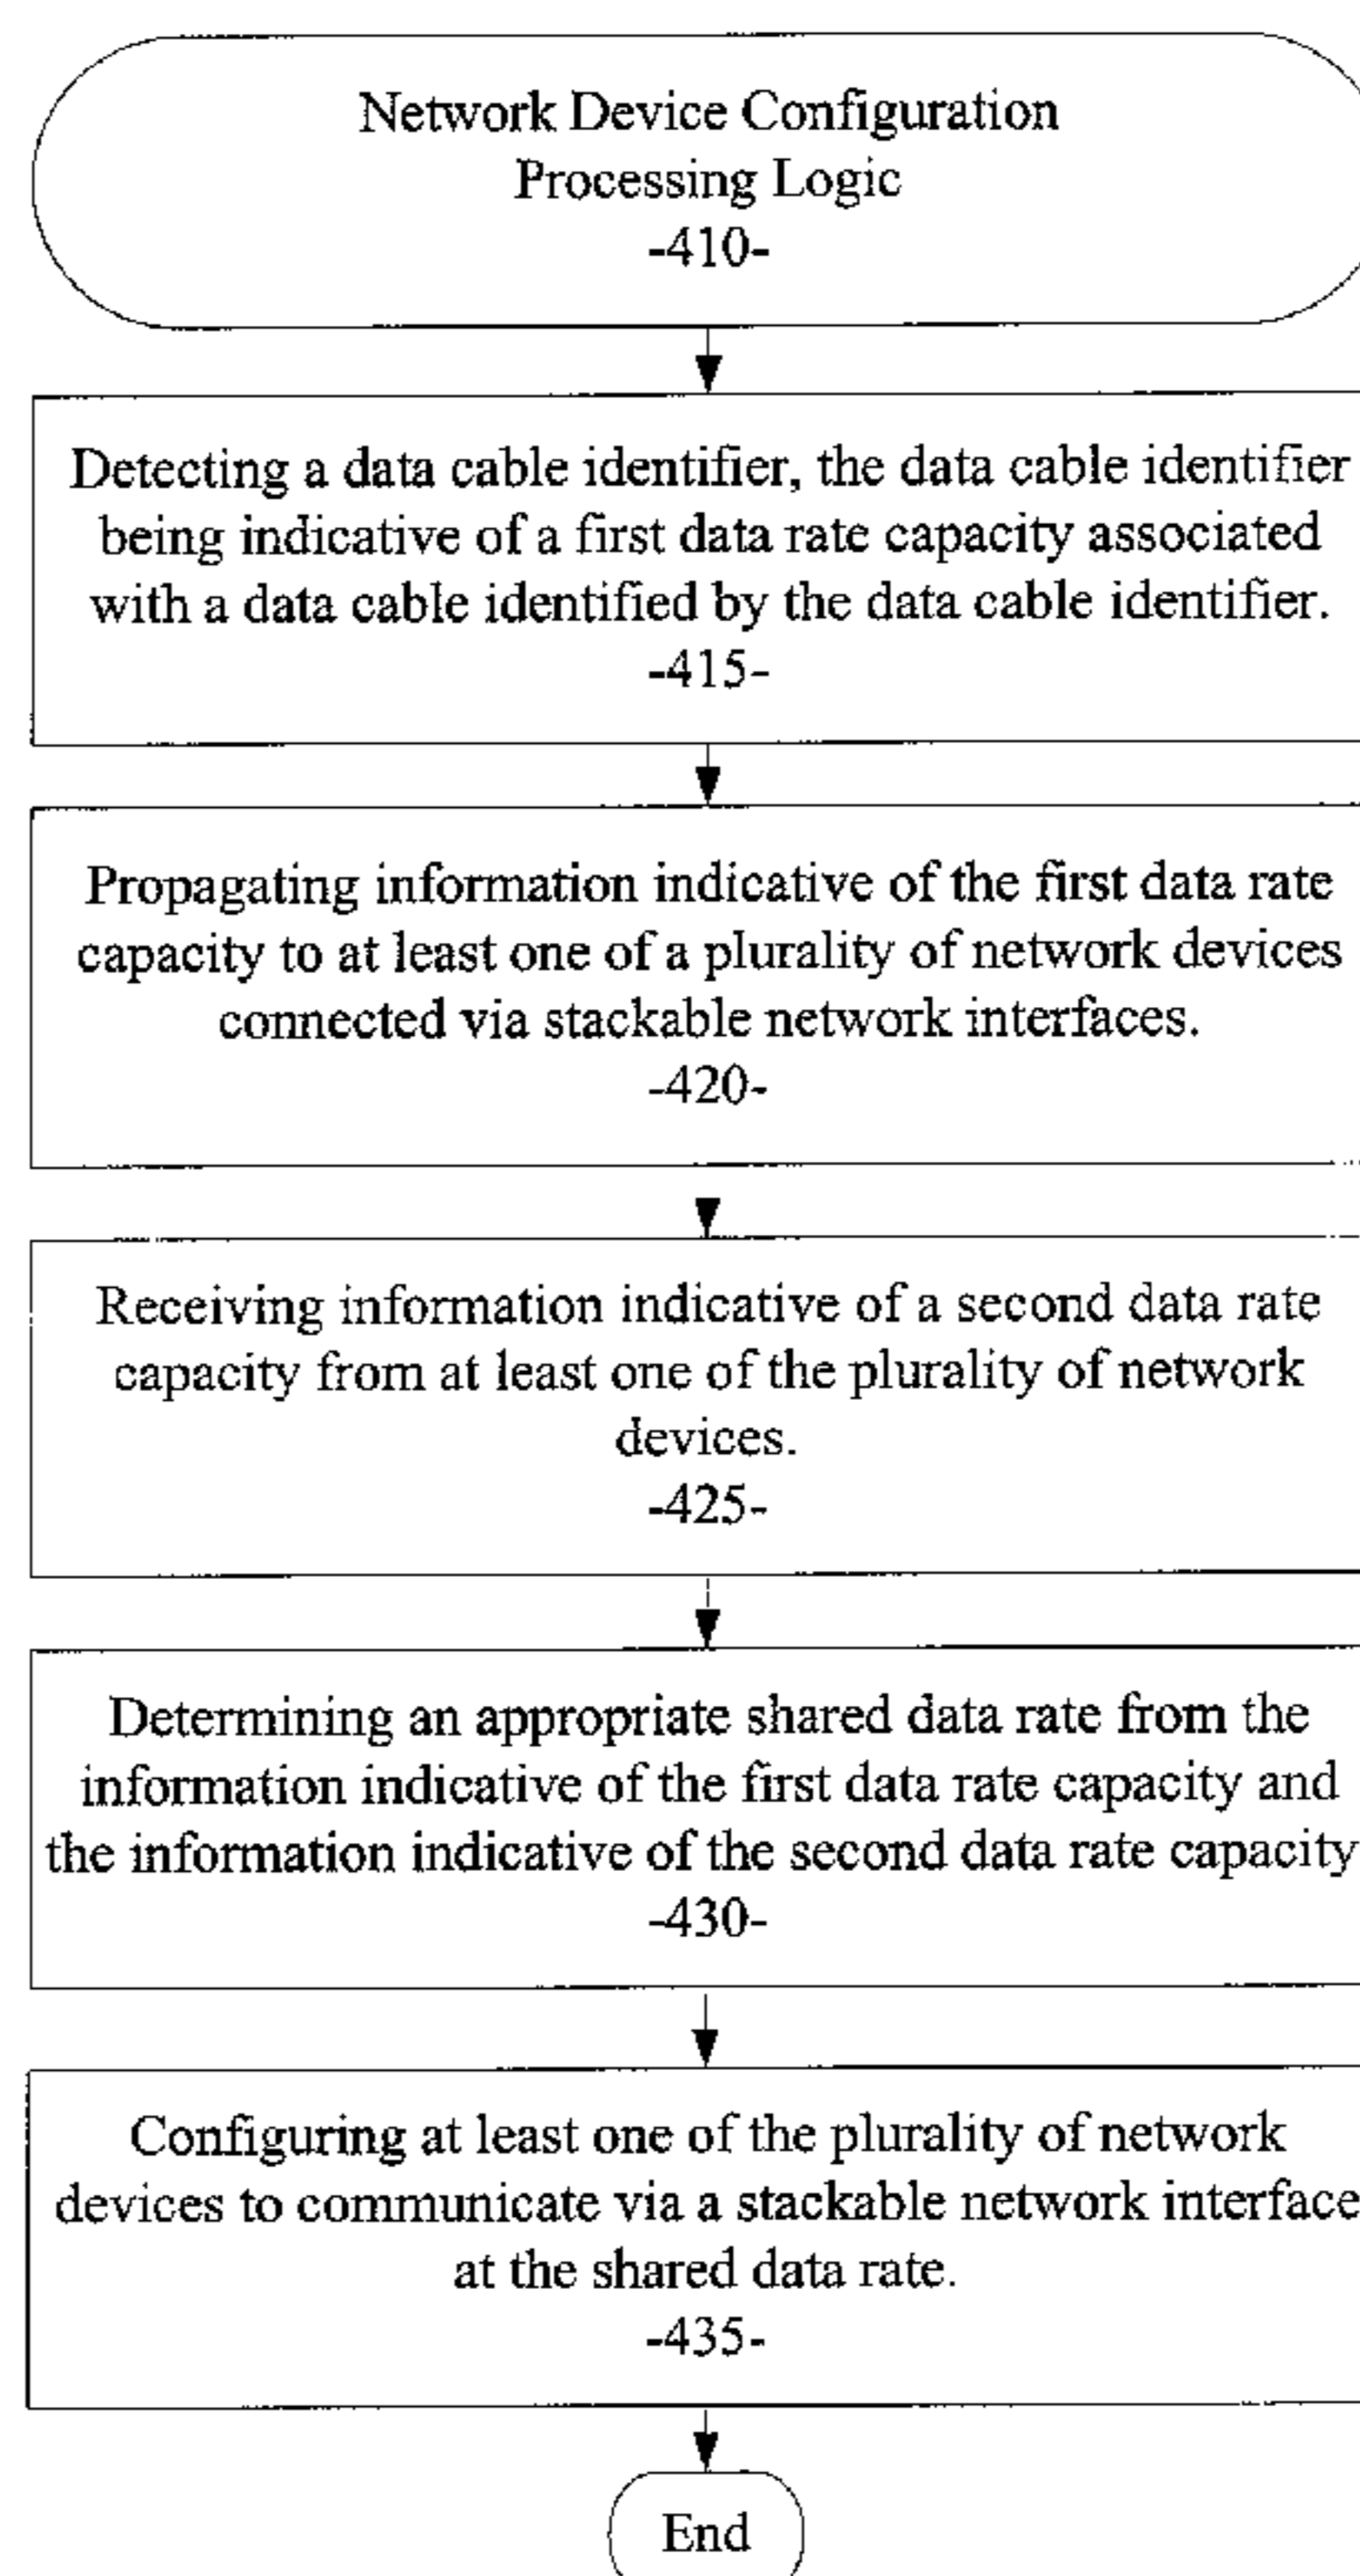 Network Device Configuration
Processing Logic
-410-
Detecting a data cable identifier, the data cable identifier
being indicative of a first data rate capacity associated
with a data cable identified by the data cable identifier.
-415-
Propagating information indicative of the first data rate
capacity to at least one of a plurality of network devices
connected via stackable network interfaces.
-420-
Receiving information indicative of a second data rate
capacity from at least one of the plurality of network
devices.
-425-
Determining an appropriate shared data rate from the
information indicative of the first data rate capacity and
the information indicative of the second data rate capacity
-430-
Configuring at least one of the plurality of network
devices to communicate via a stackable network interface
at the shared data rate.
-435-
End